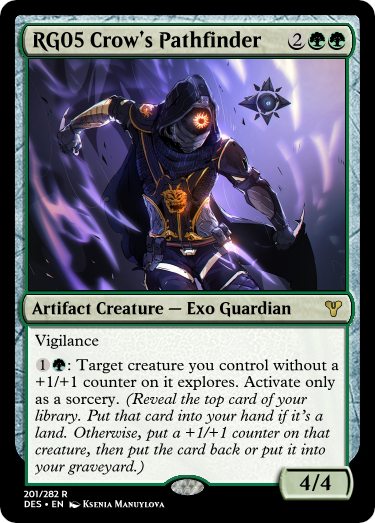 RG05 Crow's Pathfinder 2
Artifact Creature — Exo Guardian
Vigilance
1: Target creature you control without a
+1/+1 counter on it explores. Activate only
as a sorcery. (Reveal the top card of your
library. Put that card into your hand if it's a
land. Otherwise, put a +1/+1 counter on that
creature, then put the card back or put it into
your graveyard.)
4/4
201/282 R
DES • EN Ksenia Manuylova